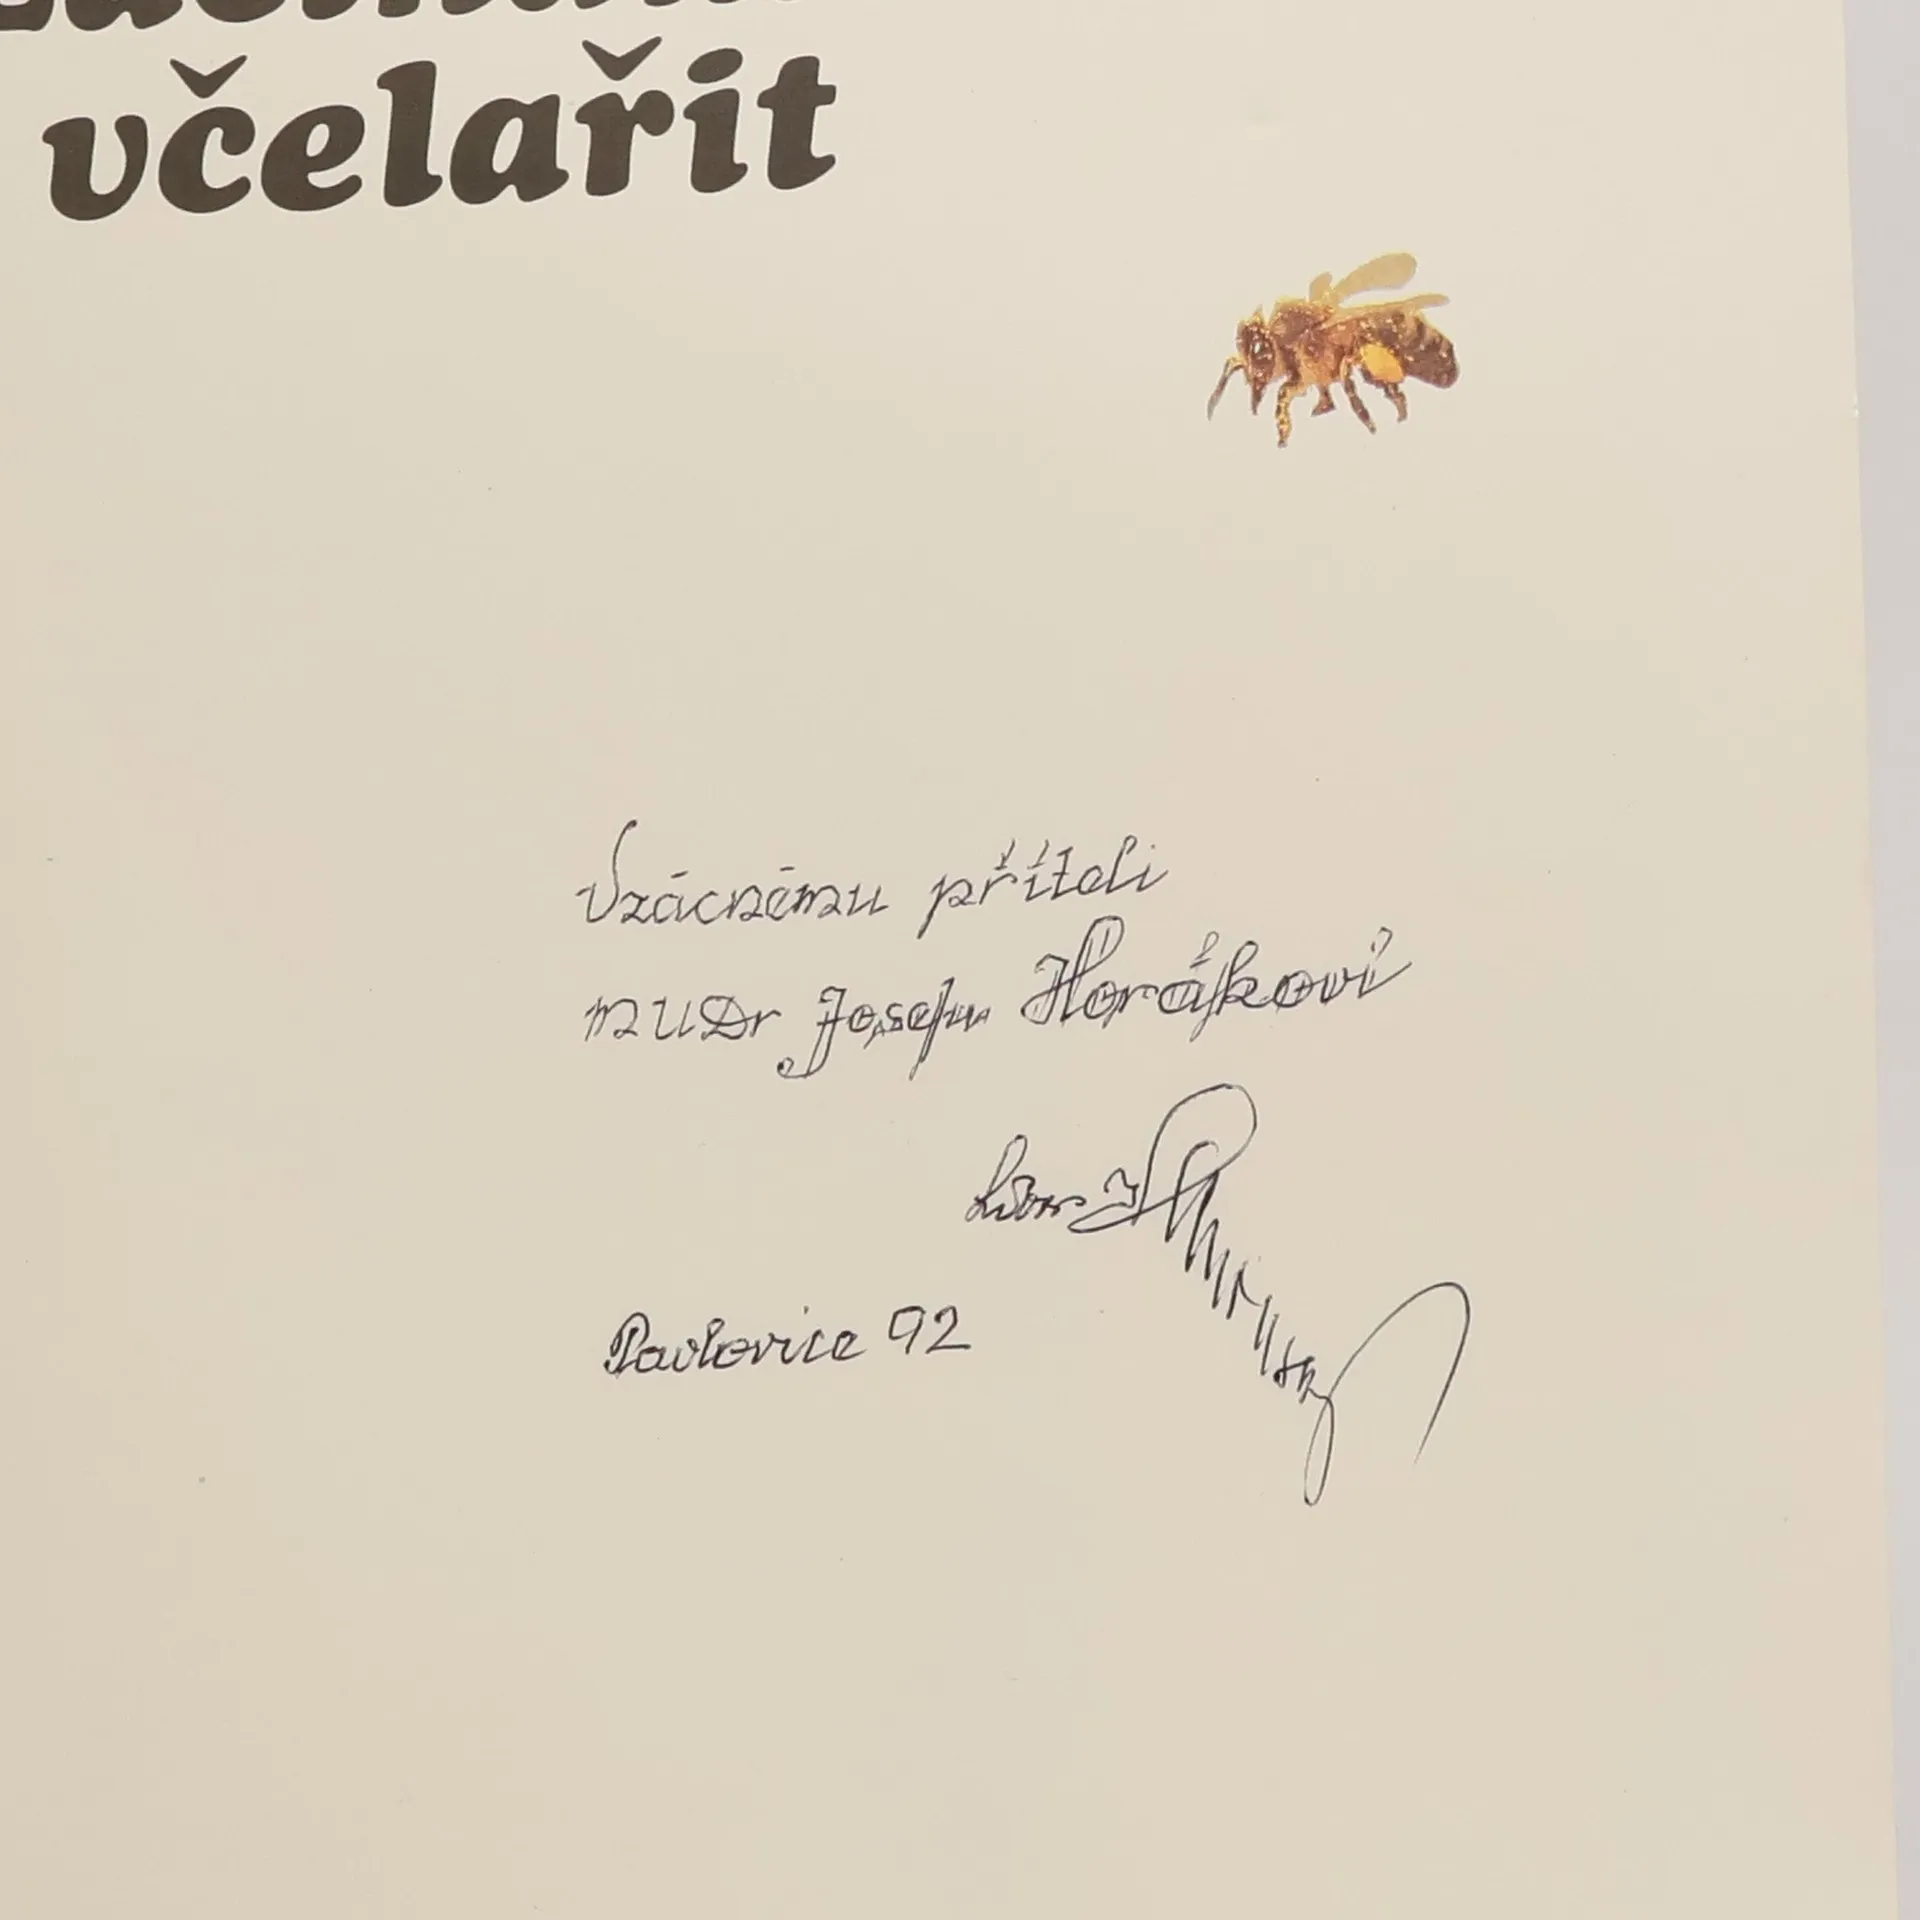 včelařit
Vzácnému příteli
MUDr Josefu Horákovi
Pavlovice 92